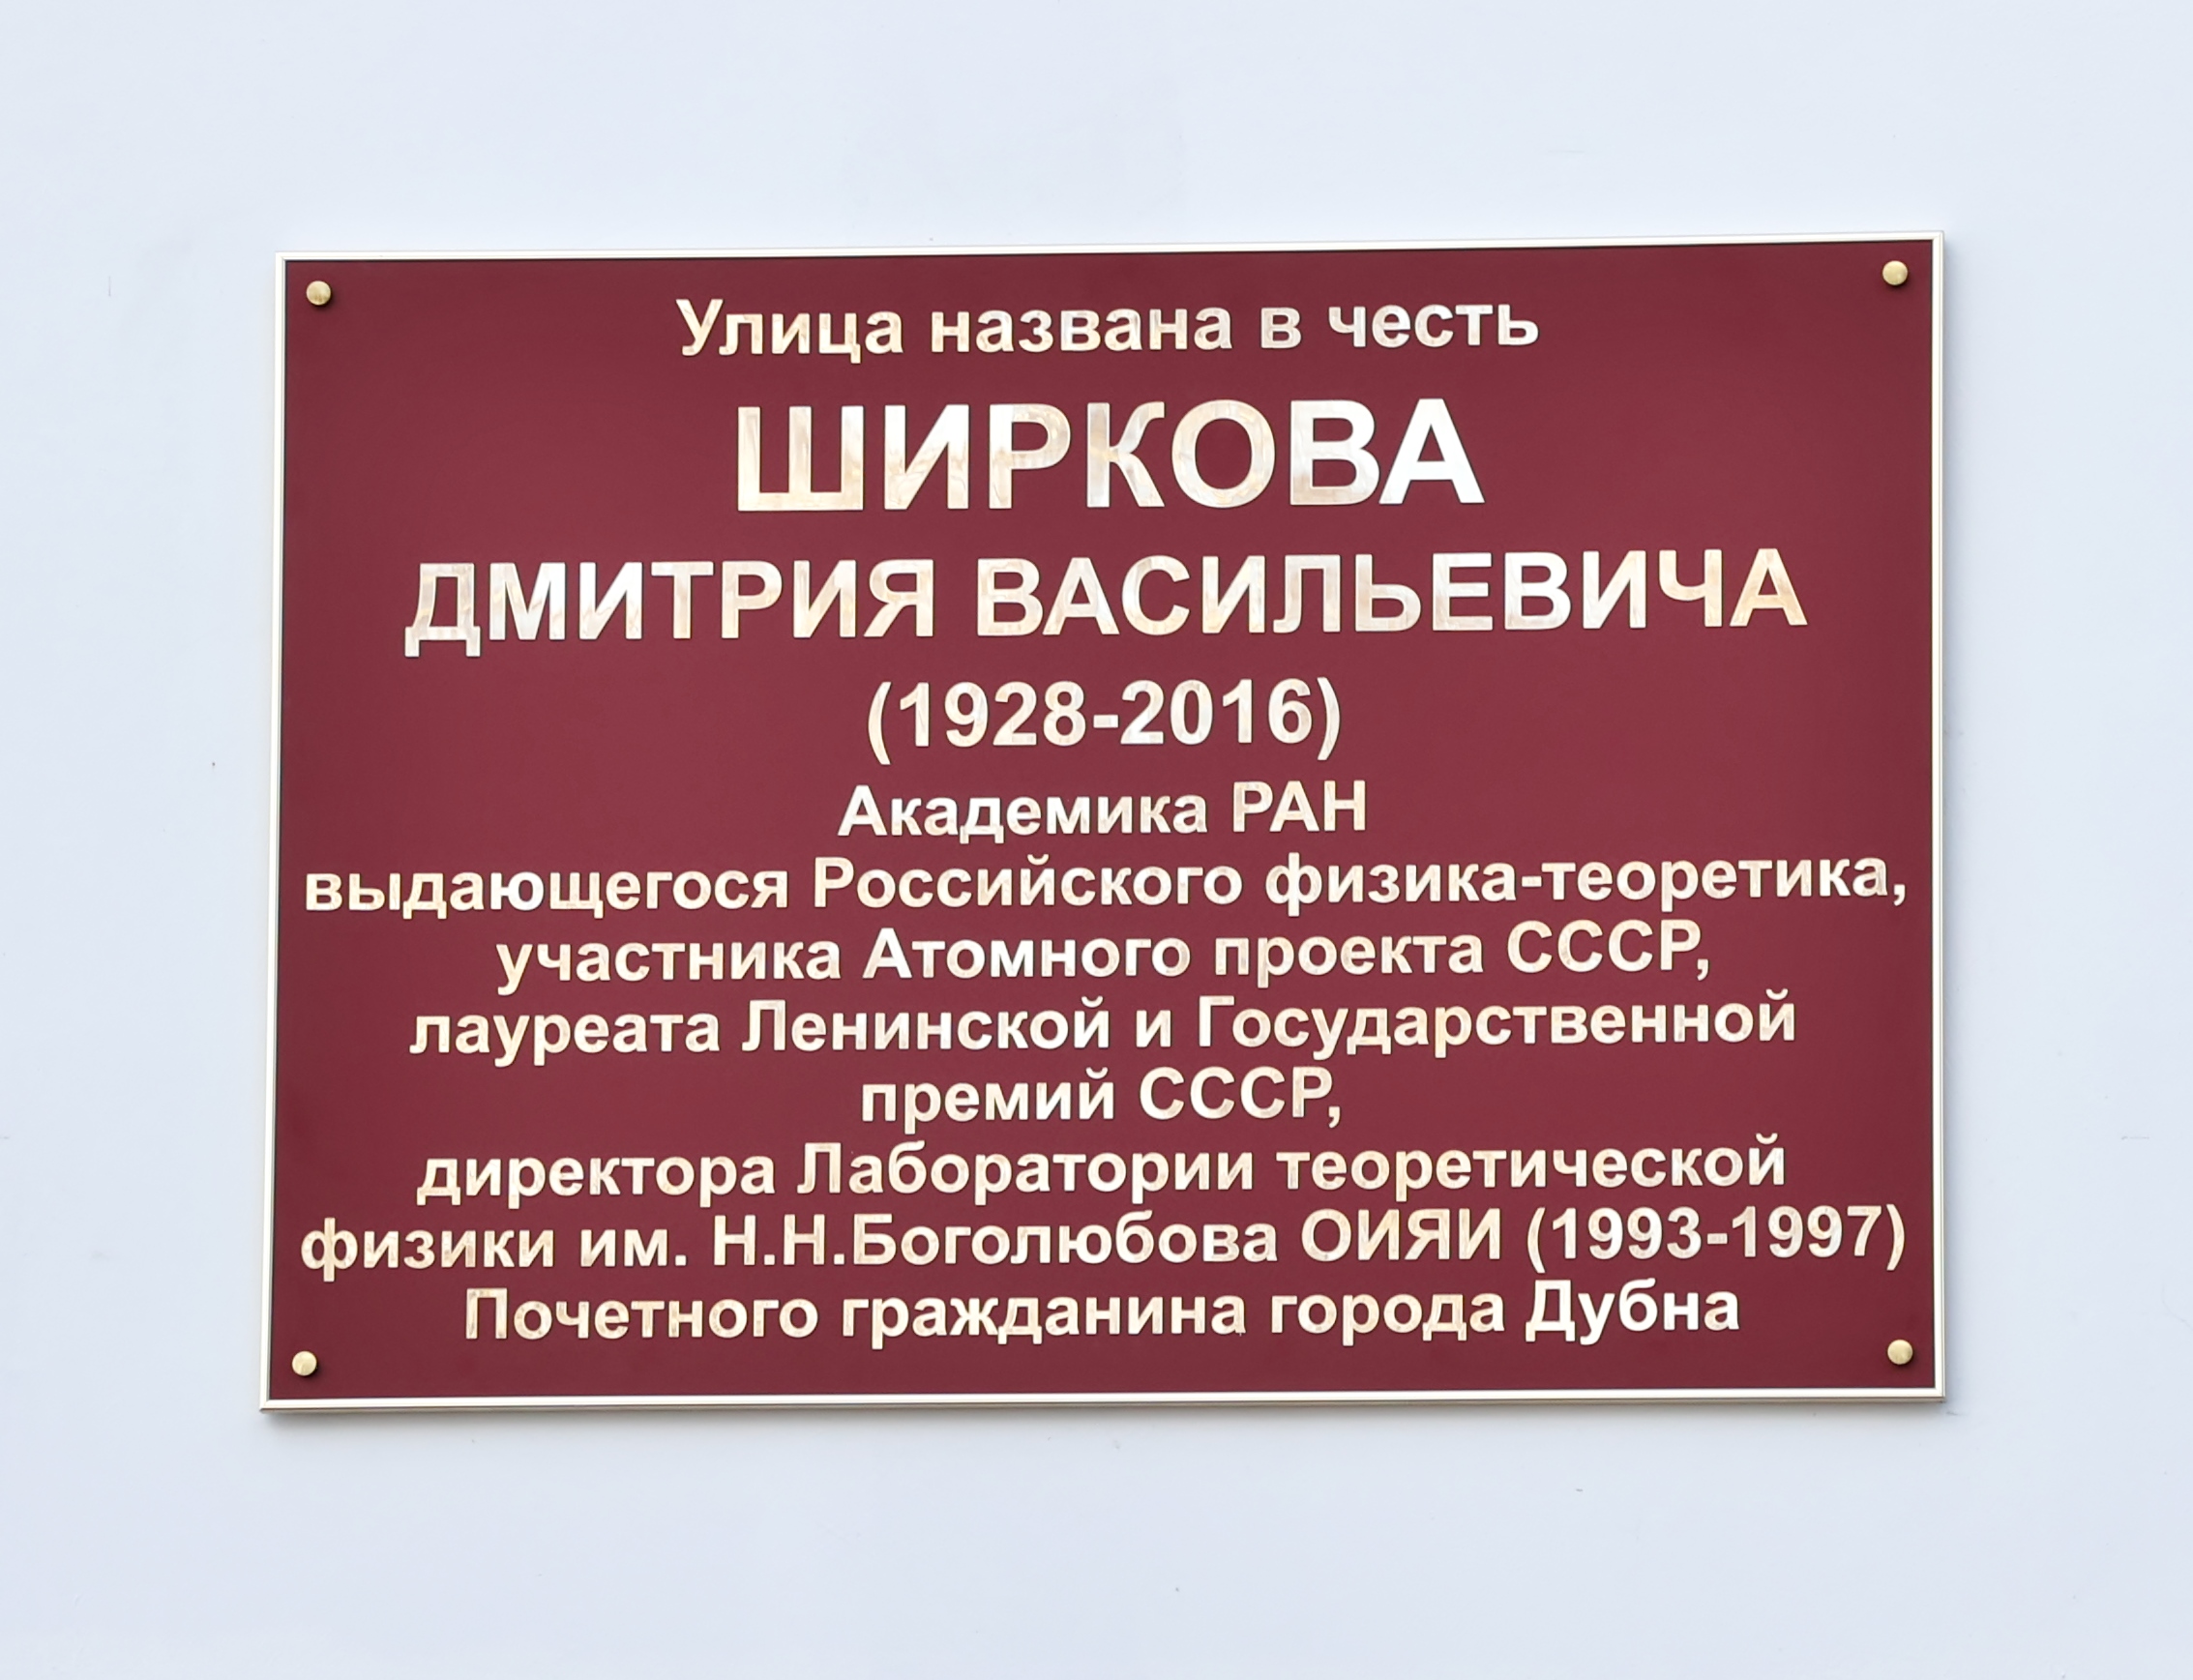 Улица названа в честь
ШИРКОВА
ДМИТРИЯ ВАСИЛЬЕВИЧА
(1928-2016)
Академика РАН
выдающегося Российского физика-теоретика,
участника Атомного проекта СССР,
лауреата Ленинской и Государственной
премий СССР,
директора Лаборатории теоретической
физики им. Н.Н.Боголюбова ОИЯИ (1993-1997)
Почетного гражданина города Дубна